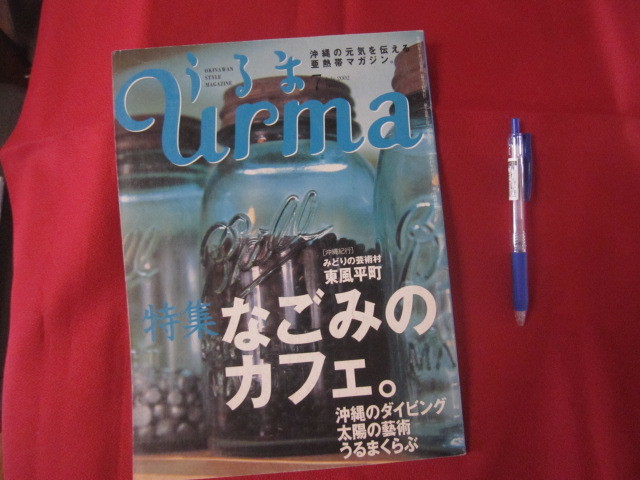 沖縄の元気を伝える
亜熱帯マガジン。
OKINAWAN
STYLE
MAGAZINE
うるま
urma
Ball
[沖縄紀行]
みどりの芸術村
東風平町
特集 なごみの
カフェ。
沖縄のダイビング
太陽の藝術
うるまくらぶ